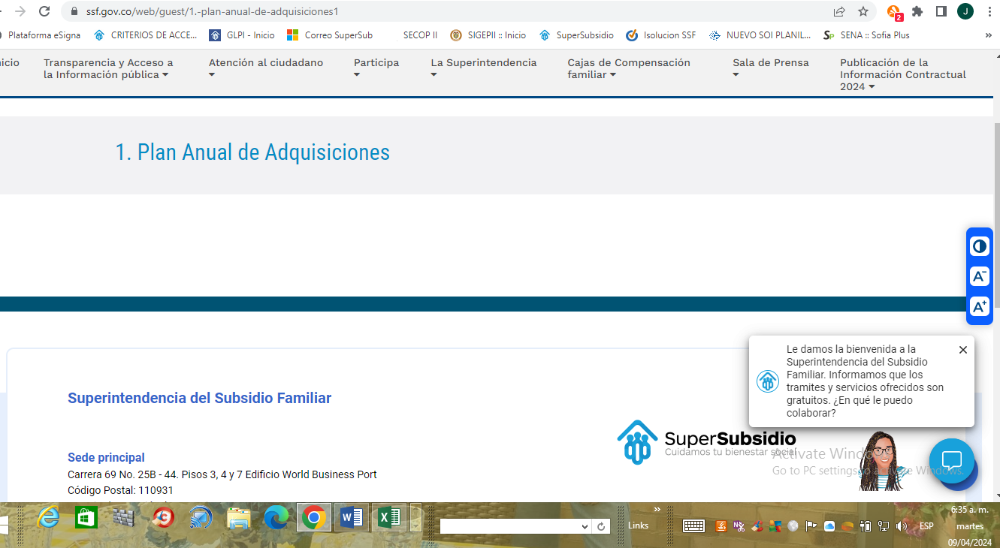 ssf.gov.co/web/guest/1.-plan-anual-de-adquisiciones1
2
J
Plataforma eSigna
CRITERIOS DE ACCE...
GLPI - Inicio
Correo SuperSub
SECOP II
SIGEPII :: Inicio
SuperSubsidio
Isolucion SSF
NUEVO SOI PLANIL...
SENA :: Sofia Plus
»
icio
Transparencia y Acceso a
la Información pública
Atención al ciudadano
Participa
La Superintendencia
Cajas de Compensación
familiar
Sala de Prensa
Publicación de la
Información Contractual
2024
1. Plan Anual de Adquisiciones
A-
A+
Le damos la bienvenida a la
Superintendencia del Subsidio
Familiar. Informamos que los
tramites y servicios ofrecidos son
gratuitos. ¿En qué le puedo
colaborar?
Superintendencia del Subsidio Familiar
SuperSubsidio
Cuidamos tu bienestar social
Activate Windows
Go to PC settings to activate Windows.
Sede principal
Carrera 69 No. 25B - 44. Pisos 3, 4 y 7 Edificio World Business Port
Código Postal: 110931
Links
»
ESP
6:35 a. m.
martes
09/04/2024